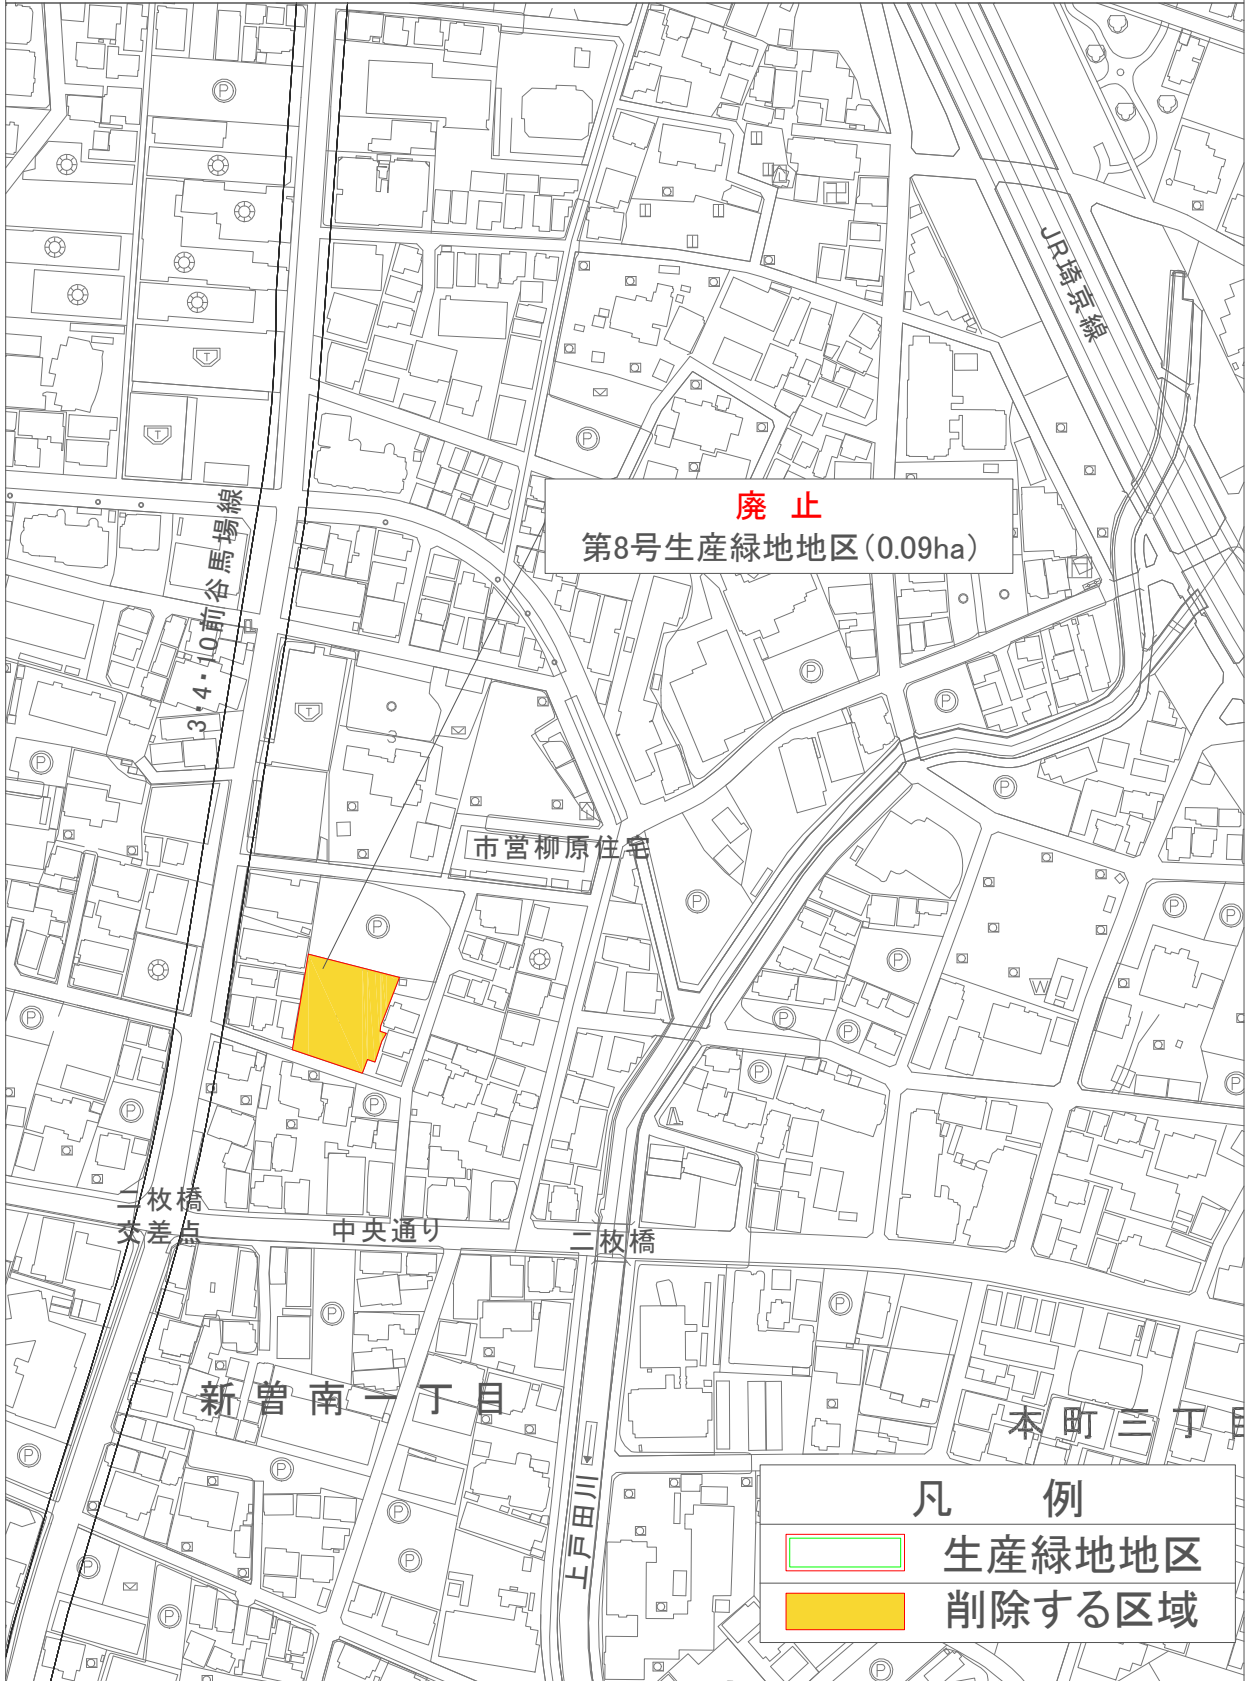 JR埼京線
廃止
第8号生産緑地地区(0.09ha)
3・4・10前谷馬場線
市営柳原住宅
二枚橋
交差点
中央通り
二枚橋
新曽南一丁目
本町三丁目
上戸田川
凡例
生産緑地地区
削除する区域